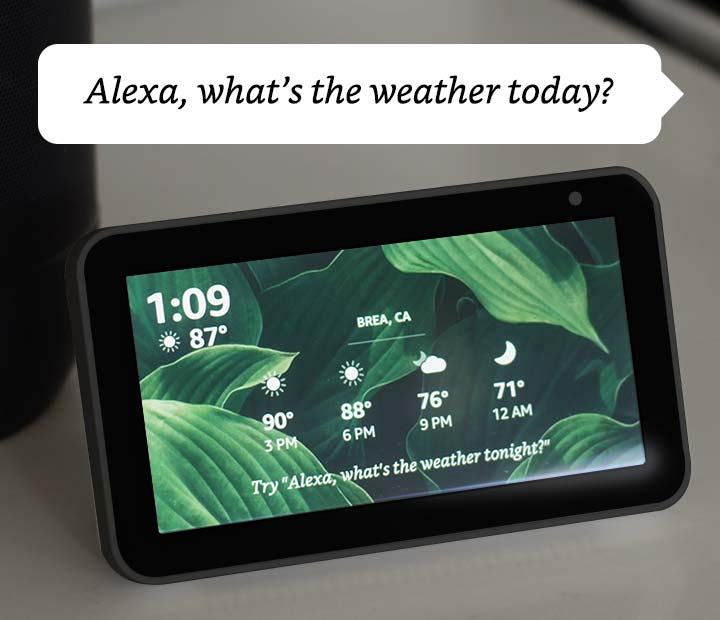 Alexa, what’s the weather today?
1:09
87°
BREA, CA
90° 88° 76° 71°
3 PM 6 PM 9 PM 12 AM
Try "Alexa, what's the weather tonight?"